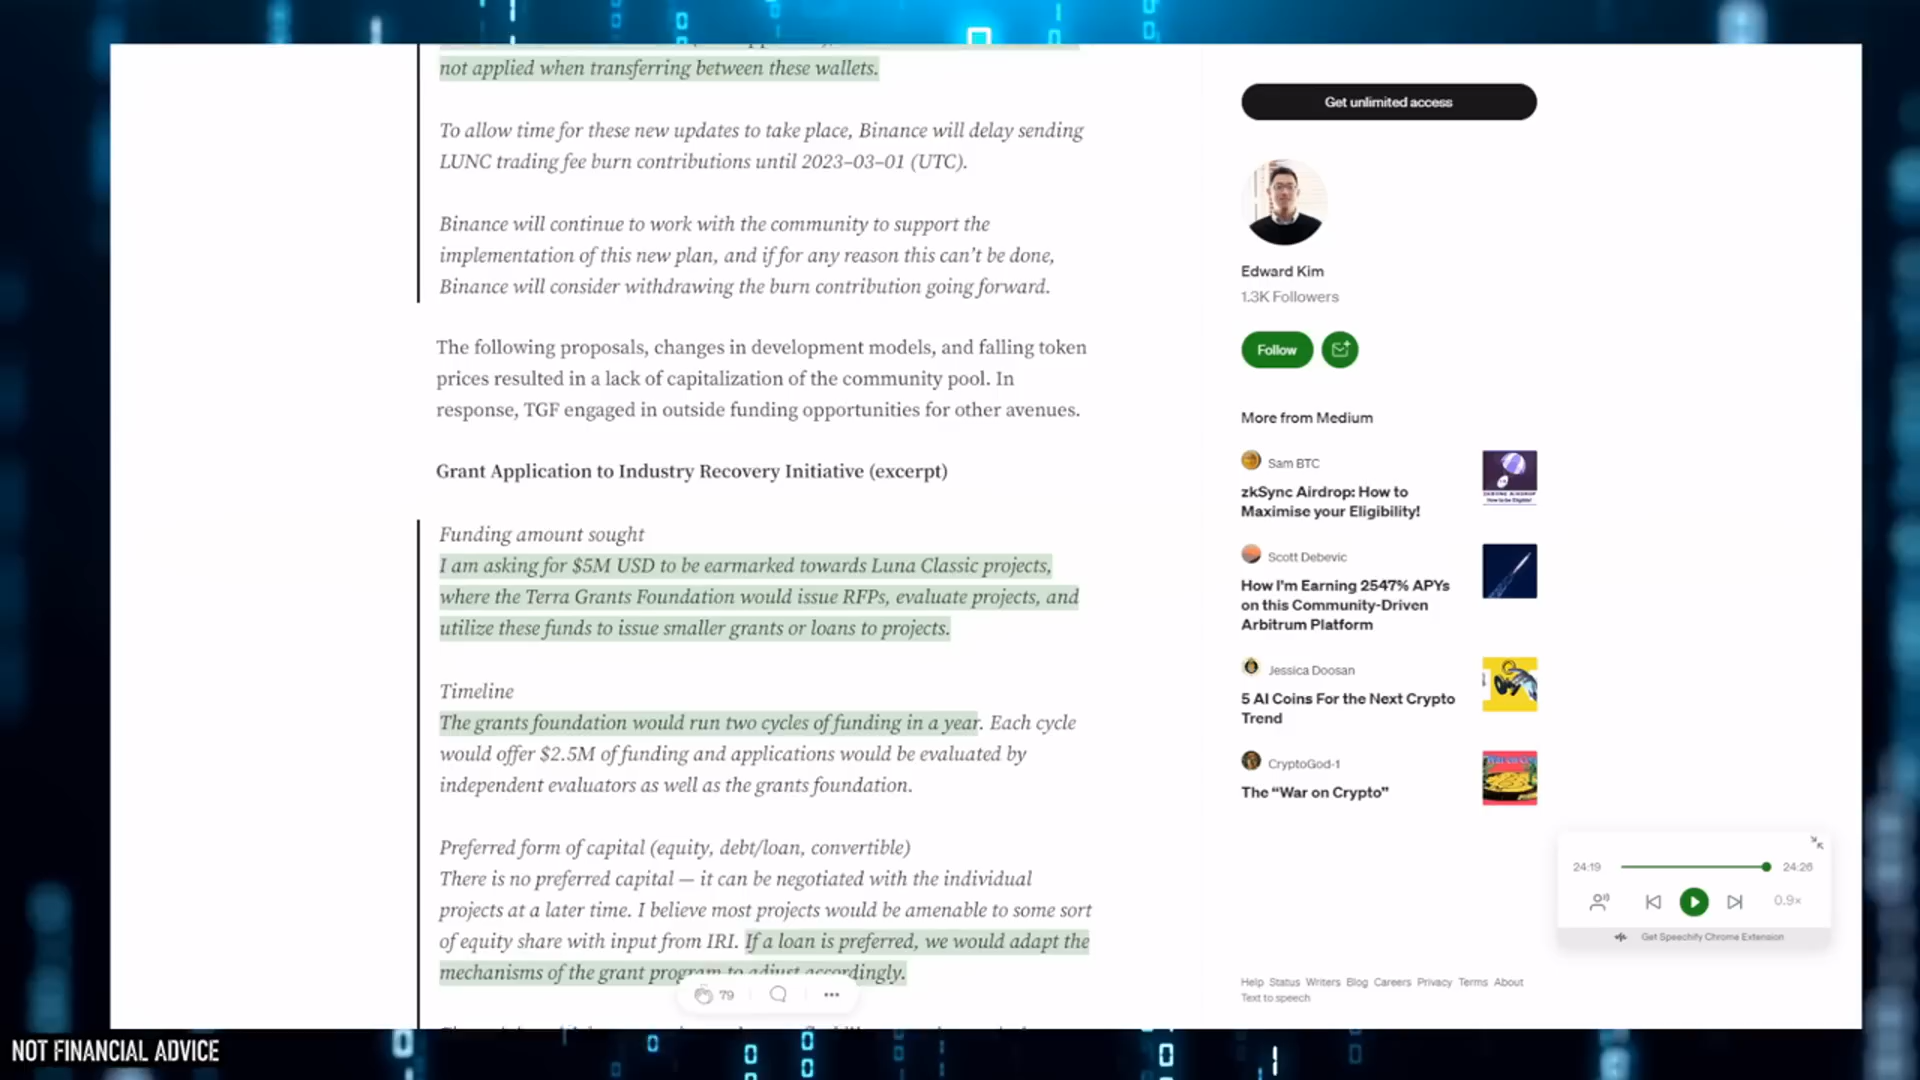 not applied when transferring between these wallets.
To allow time for these new updates to take place, Binance will delay sending
LUNC trading fee burn contributions until 2023–03–01 (UTC).
Binance will continue to work with the community to support the
implementation of this new plan, and if for any reason this can’t be done,
Binance will consider withdrawing the burn contribution going forward.
The following proposals, changes in development models, and falling token
prices resulted in a lack of capitalization of the community pool. In
response, TGF engaged in outside funding opportunities for other avenues.
Grant Application to Industry Recovery Initiative (excerpt)
Funding amount sought
I am asking for $5M USD to be earmarked towards Luna Classic projects,
where the Terra Grants Foundation would issue RFPs, evaluate projects, and
utilize these funds to issue smaller grants or loans to projects.
Timeline
The grants foundation would run two cycles of funding in a year. Each cycle
would offer $2.5M of funding and applications would be evaluated by
independent evaluators as well as the grants foundation.
Preferred form of capital (equity, debt/loan, convertible)
There is no preferred capital — it can be negotiated with the individual
projects at a later time. I believe most projects would be amenable to some sort
of equity share with input from IRI. If a loan is preferred, we would adapt the
mechanisms of the grant program to adjust accordingly.
79
Get unlimited access
Edward Kim
1.3K Followers
Follow
More from Medium
Sam BTC
zkSync Airdrop: How to
Maximise your Eligibility!
Scott Debevic
How I'm Earning 2547% APYs
on this Community-Driven
Arbitrum Platform
Jessica Doosan
5 AI Coins For the Next Crypto
Trend
CryptoGod-1
The “War on Crypto”
24:19
24:26
0.9×
Get Speechify Chrome Extension
Help Status Writers Blog Careers Privacy Terms About
Text to speech
NOT FINANCIAL ADVICE